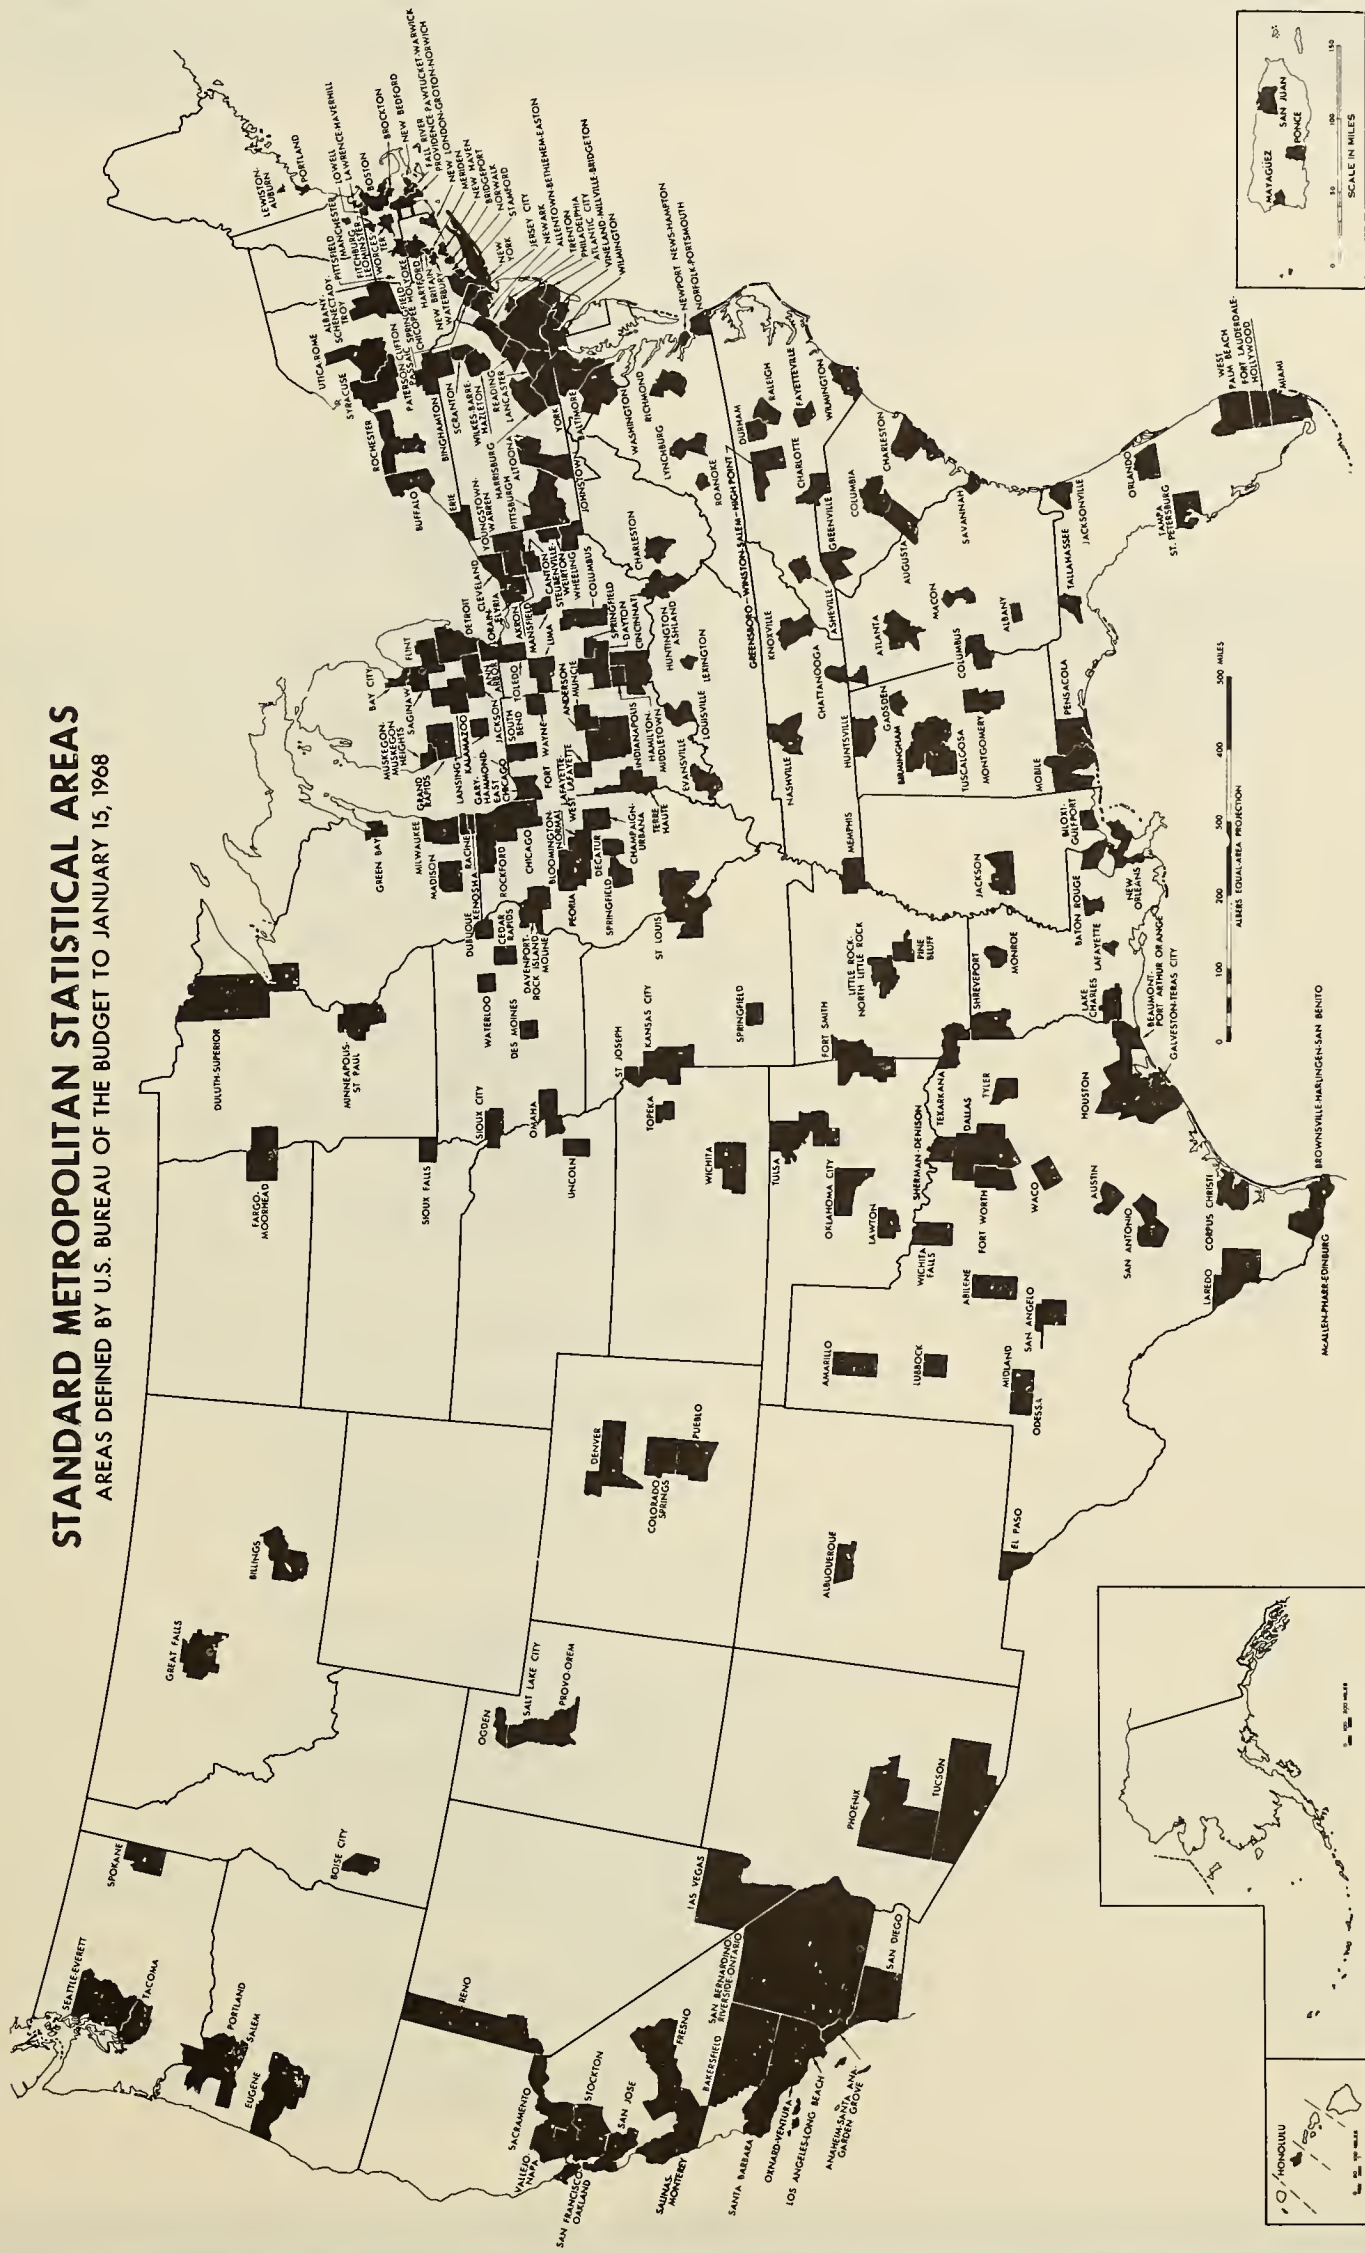 STANDARD METROPOLITAN STATISTICAL AREAS
AREAS DEFINED BY U.S. BUREAU OF THE BUDGET TO JANUARY 15, 1968
SEATTLE-EVERETT
TACOMA
SPOKANE
PORTLAND
SALEM
EUGENE
BOISE CITY
GREAT FALLS
BILLINGS
RENO
LAS VEGAS
SACRAMENTO
VALLEJO-
NAPA
SAN FRANCISCO-
OAKLAND
STOCKTON
SAN JOSE
SALINAS-
MONTEREY
FRESNO
BAKERSFIELD
SAN BERNARDINO-
RIVERSIDE-ONTARIO
SANTA BARBARA
OXNARD-VENTURA
LOS ANGELES-LONG BEACH
ANAHEIM-SANTA ANA-
GARDEN GROVE
SAN DIEGO
OGDEN
SALT LAKE CITY
PROVO-OREM
PHOENIX
TUCSON
DENVER
COLORADO
SPRINGS
PUEBLO
ALBUQUERQUE
EL PASO
FARGO-
MOORHEAD
SIOUX FALLS
DULUTH-SUPERIOR
MINNEAPOLIS-
ST PAUL
SIOUX CITY
OMAHA
LINCOLN
WATERLOO
DES MOINES
DUBUQUE
CEDAR
RAPIDS
DAVENPORT-
ROCK ISLAND-
MOLINE
ST JOSEPH
KANSAS CITY
TOPEKA
WICHITA
SPRINGFIELD
ST LOUIS
TULSA
OKLAHOMA CITY
LAWTON
FORT SMITH
LITTLE ROCK-
NORTH LITTLE ROCK
PINE
BLUFF
AMARILLO
LUBBOCK
WICHITA
FALLS
SHERMAN-DENISON
TEXARKANA
DALLAS
FORT WORTH
TYLER
WACO
ABILENE
SAN ANGELO
MIDLAND
ODESSA
AUSTIN
SAN ANTONIO
HOUSTON
BEAUMONT-
PORT ARTHUR ORANGE
GALVESTON-TEXAS CITY
CORPUS CHRISTI
LAREDO
MCALLEN-PHARR-EDINBURG
BROWNSVILLE-HARLINGEN-SAN BENITO
SHREVEPORT
MONROE
LAKE
CHARLES
LAFAYETTE
BATON ROUGE
NEW
ORLEANS
BILOXI-
GULFPORT
JACKSON
MEMPHIS
GREEN BAY
MILWAUKEE
MADISON
RACINE
KENOSHA
ROCKFORD
CHICAGO
BLOOMINGTON-
NORMAL
PEORIA
DECATUR
SPRINGFIELD
CHAMPAIGN-
URBANA
TERRE
HAUTE
MUSKEGON-
MUSKEGON
HEIGHTS
GRAND
RAPIDS
BAY CITY
SAGINAW
FLINT
DETROIT
LANSING
KALAMAZOO
JACKSON
ANN
ARBOR
GARY-
HAMMOND-
EAST
CHICAGO
SOUTH
BEND
FORT WAYNE
LAFAYETTE-
WEST LAFAYETTE
ANDERSON
MUNCIE
INDIANAPOLIS
EVANSVILLE
LOUISVILLE
LEXINGTON
HAMILTON-
MIDDLETOWN
CINCINNATI
DAYTON
SPRINGFIELD
COLUMBUS
LIMA
TOLEDO
MANSFIELD
LORAIN-
ELYRIA
CLEVELAND
AKRON
CANTON
YOUNGSTOWN-
WARREN
STEUBENVILLE-
WEIRTON
WHEELING
HUNTINGTON
ASHLAND
CHARLESTON
ERIE
PITTSBURGH
JOHNSTOWN
ALTOONA
HARRISBURG
YORK
LANCASTER
READING
WILKES-BARRE-
HAZLETON
SCRANTON
BINGHAMTON
BUFFALO
ROCHESTER
SYRACUSE
UTICA-ROME
ALBANY-
SCHENECTADY-
TROY
PATERSON CLIFTON
PASSAIC
PITTSFIELD
MANCHESTER
FITCHBURG
LEOMINSTER
WORCES-
TER
SPRINGFIELD-
CHICOPEE HOLYOKE
HARTFORD
NEW BRITAIN
WATERBURY
LEWISTON-
AUBURN
PORTLAND
LOWELL
LAWRENCE-HAVERHILL
BOSTON
BROCKTON
NEW BEDFORD
FALL RIVER
PROVIDENCE-PAWTUCKET-WARWICK
NEW LONDON-GROTON-NORWICH
MERIDEN
NEW HAVEN
BRIDGEPORT
NORWALK
STAMFORD
NEW
YORK
JERSEY CITY
NEWARK
ALLENTOWN-BETHLEHEM-EASTON
TRENTON
PHILADELPHIA
ATLANTIC CITY
VINELAND-MILLVILLE-BRIDGETON
WILMINGTON
BALTIMORE
WASHINGTON
RICHMOND
LYNCHBURG
ROANOKE
NEWPORT NEWS-HAMPTON
NORFOLK-PORTSMOUTH
GREENSBORO-WINSTON-SALEM-HIGH POINT
DURHAM
RALEIGH
FAYETTEVILLE
WILMINGTON
CHARLOTTE
ASHEVILLE
GREENVILLE
COLUMBIA
CHARLESTON
KNOXVILLE
CHATTANOOGA
NASHVILLE
HUNTSVILLE
GADSDEN
BIRMINGHAM
TUSCALOOSA
MONTGOMERY
MOBILE
PENSACOLA
ATLANTA
AUGUSTA
MACON
COLUMBUS
ALBANY
SAVANNAH
TALLAHASSEE
JACKSONVILLE
ORLANDO
TAMPA
ST. PETERSBURG
WEST
PALM BEACH
FORT LAUDERDALE-
HOLLYWOOD
MIAMI
0 100 200 300 400 500 MILES
ALBERS EQUAL-AREA PROJECTION
HONOLULU
MAYAGÜEZ
SAN JUAN
PONCE
0 50 100 150
SCALE IN MILES